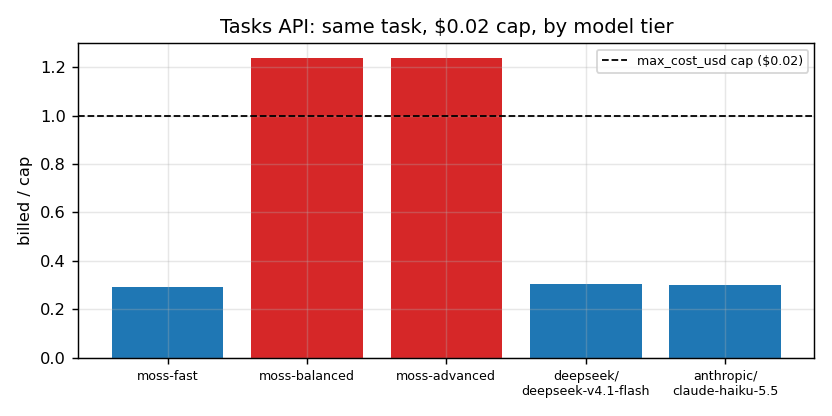 Tasks API: same task, $0.02 cap, by model tier
max_cost_usd cap ($0.02)
billed / cap
1.2
1.0
0.8
0.6
0.4
0.2
0.0
moss-fast
moss-balanced
moss-advanced
deepseek/
deepseek-v4.1-flash
anthropic/
claude-haiku-5.5